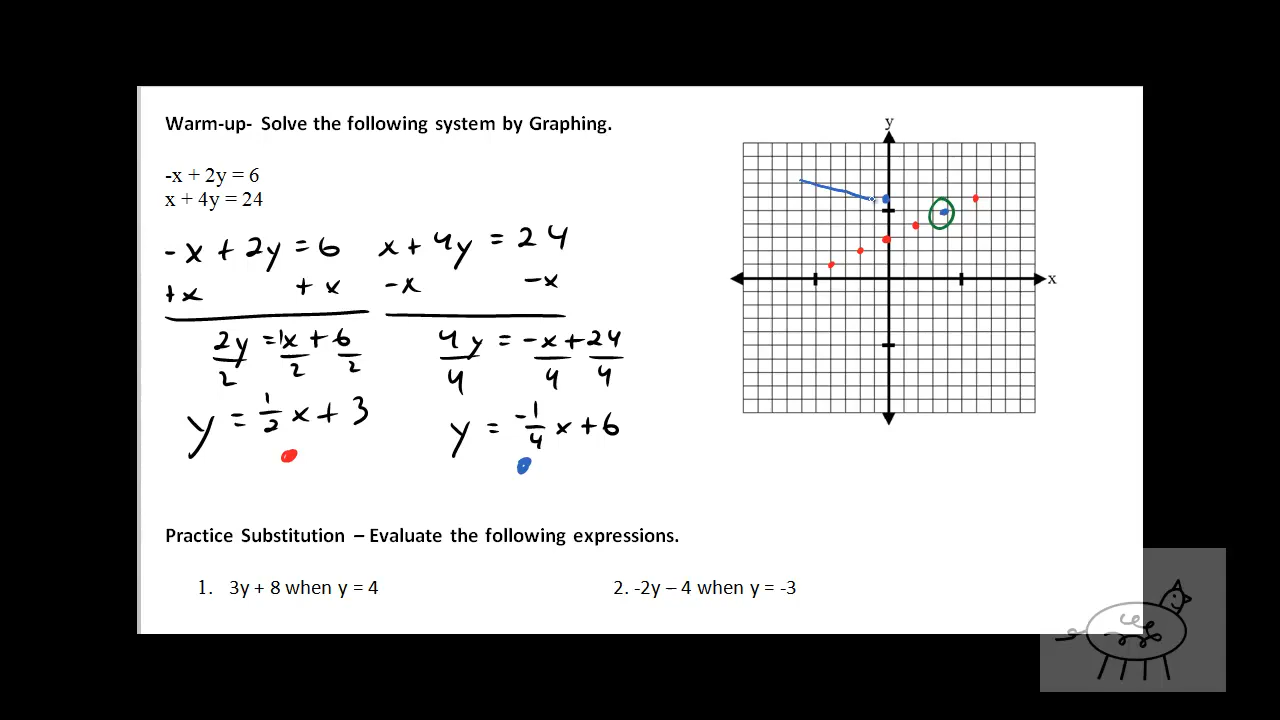 Warm-up- Solve the following system by Graphing.
-x + 2y = 6
x + 4y = 24
-x + 2y = 6
+x + x
2y = 1x + 6
2 2 2
y = 1/2 x + 3
x + 4y = 24
-x -x
4y = -x + 24
4 4 4
y = -1/4 x + 6
y
x
Practice Substitution – Evaluate the following expressions.
1. 3y + 8 when y = 4
2. -2y – 4 when y = -3